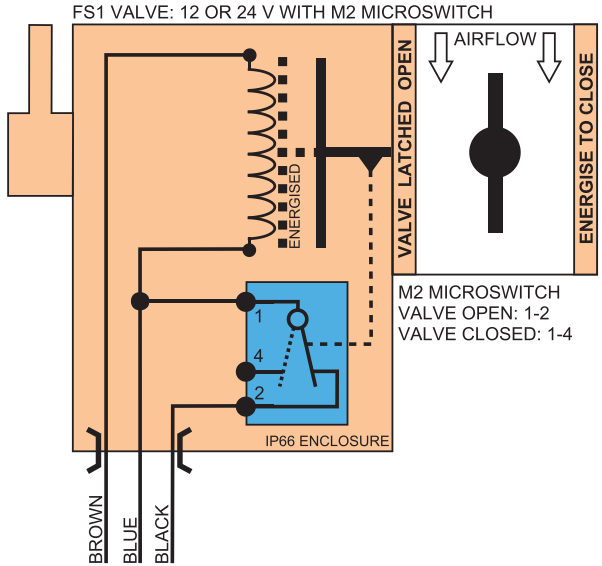 FS1 VALVE: 12 OR 24 V WITH M2 MICROSWITCH
AIRFLOW
VALVE LATCHED OPEN
ENERGISE TO CLOSE
ENERGISED
M2 MICROSWITCH
VALVE OPEN: 1-2
VALVE CLOSED: 1-4
1
4
2
IP66 ENCLOSURE
BROWN
BLUE
BLACK